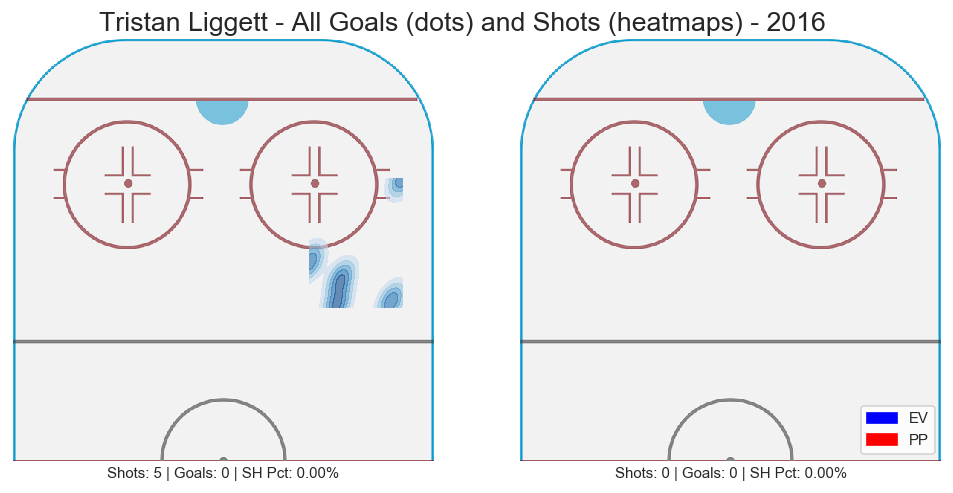 Tristan Liggett - All Goals (dots) and Shots (heatmaps) - 2016
EV
PP
Shots: 5 | Goals: 0 | SH Pct: 0.00%
Shots: 0 | Goals: 0 | SH Pct: 0.00%